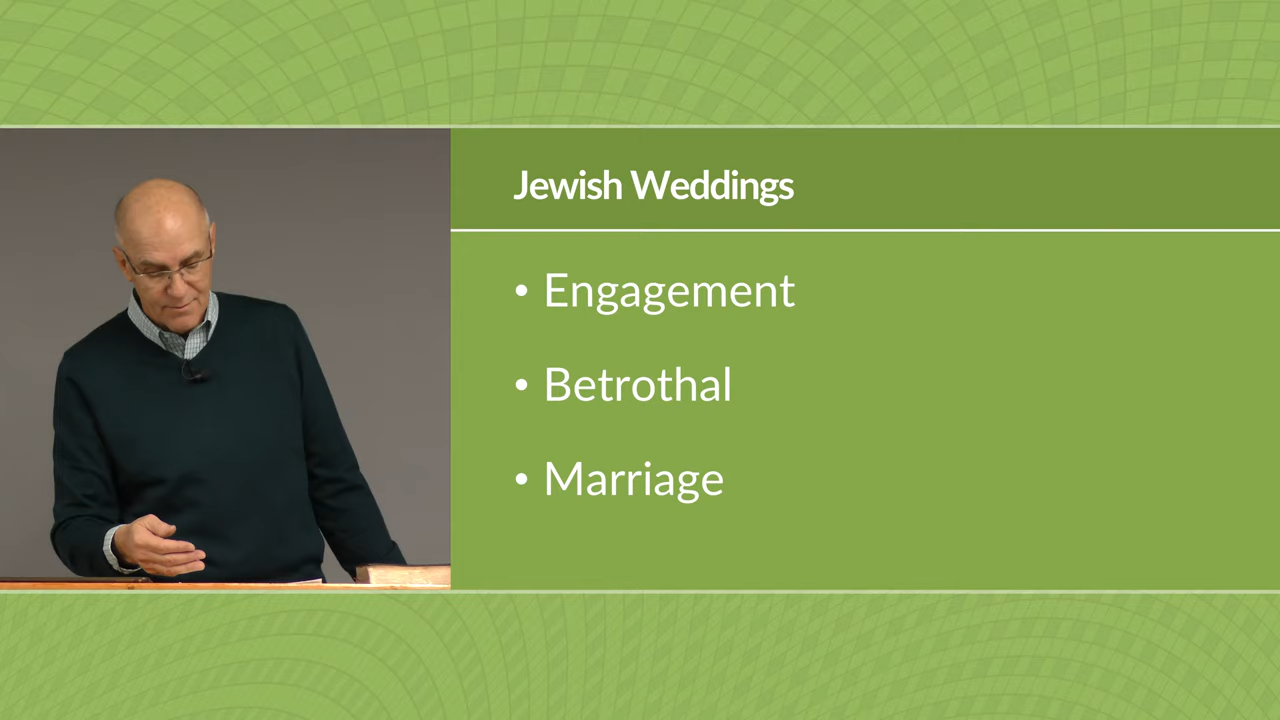 Jewish Weddings
• Engagement
• Betrothal
• Marriage